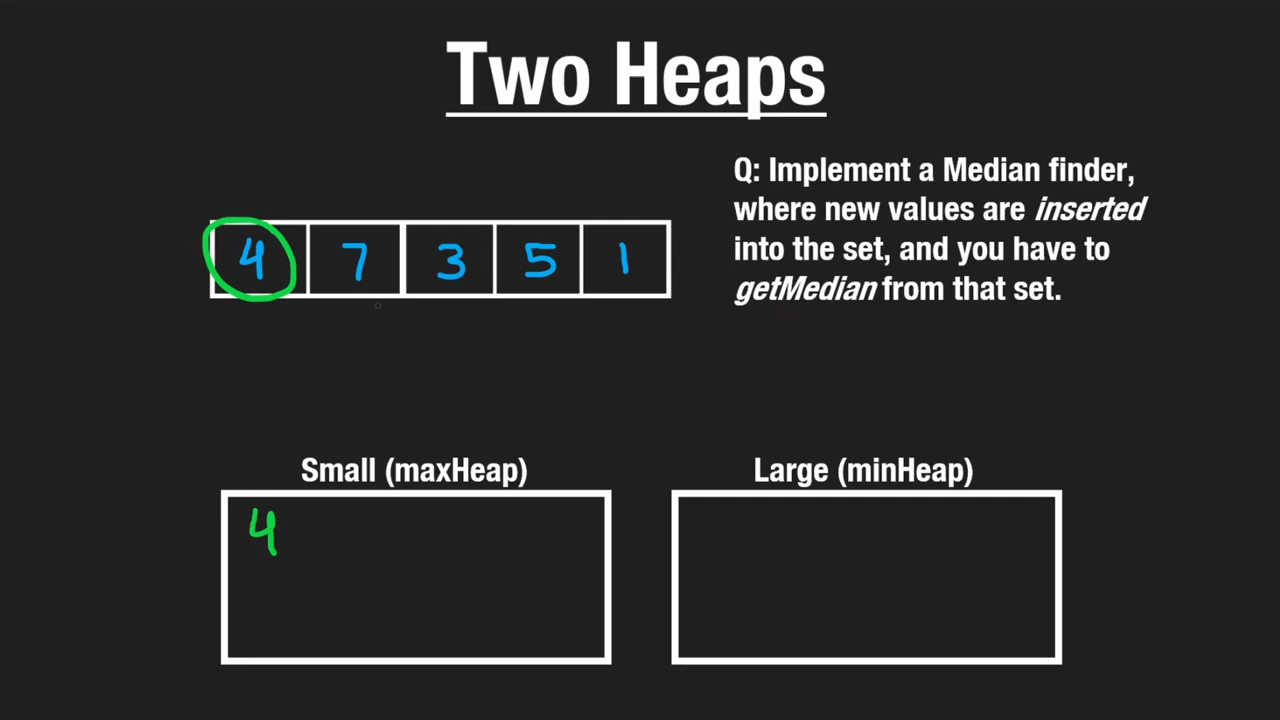 Two Heaps
Q: Implement a Median finder,
where new values are inserted
into the set, and you have to
getMedian from that set.
4 7 3 5 1
Small (maxHeap)
4
Large (minHeap)